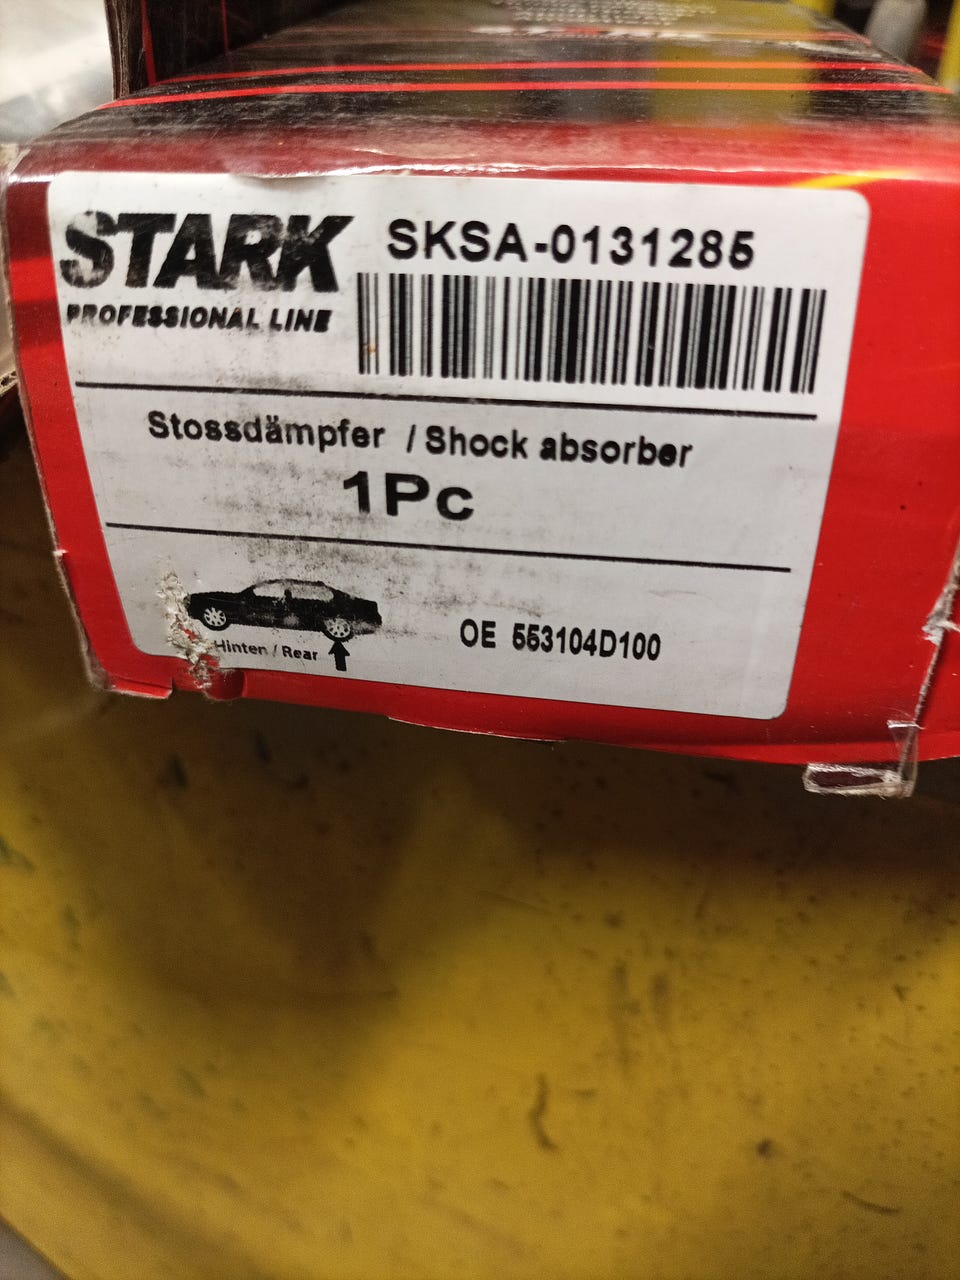 STARK
PROFESSIONAL LINE
SKSA-0131285
Stossdämpfer / Shock absorber
1Pc
Hinten / Rear
OE 553104D100